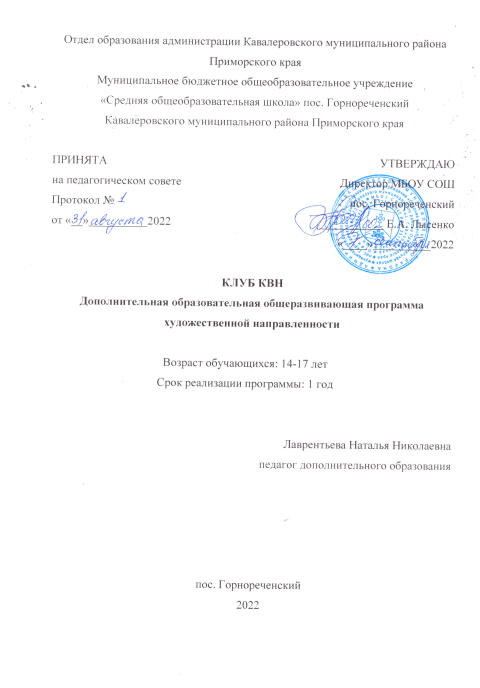 Отдел образования администрации Кавалеровского муниципального района
Приморского края
Муниципальное бюджетное общеобразовательное учреждение
«Средняя общеобразовательная школа» пос. Горнореченский
Кавалеровского муниципального района Приморского края
ПРИНЯТА
на педагогическом совете
Протокол № 1
от «31» августа 2022
УТВЕРЖДАЮ
Директор МБОУ СОШ
пос. Горнореченский
Е.А. Лысенко
«1» сентября 2022
КЛУБ КВН
Дополнительная образовательная общеразвивающая программа
художественной направленности
Возраст обучающихся: 14-17 лет
Срок реализации программы: 1 год
Лаврентьева Наталья Николаевна
педагог дополнительного образования
пос. Горнореченский
2022